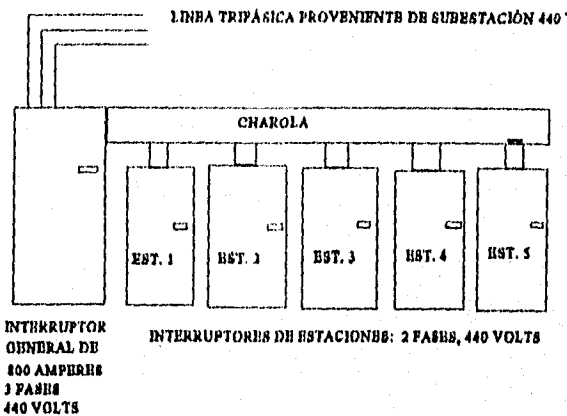 LINEA TRIFÁSICA PROVENIENTE DE SUBESTACIÓN 440
CHAROLA
EST. 1
EST. 2
EST. 3
EST. 4
EST. 5
INTERRUPTORES DE ESTACIONES: 2 FASES, 440 VOLTS
INTERRUPTOR
GENERAL DE
800 AMPERES
3 FASES
440 VOLTS